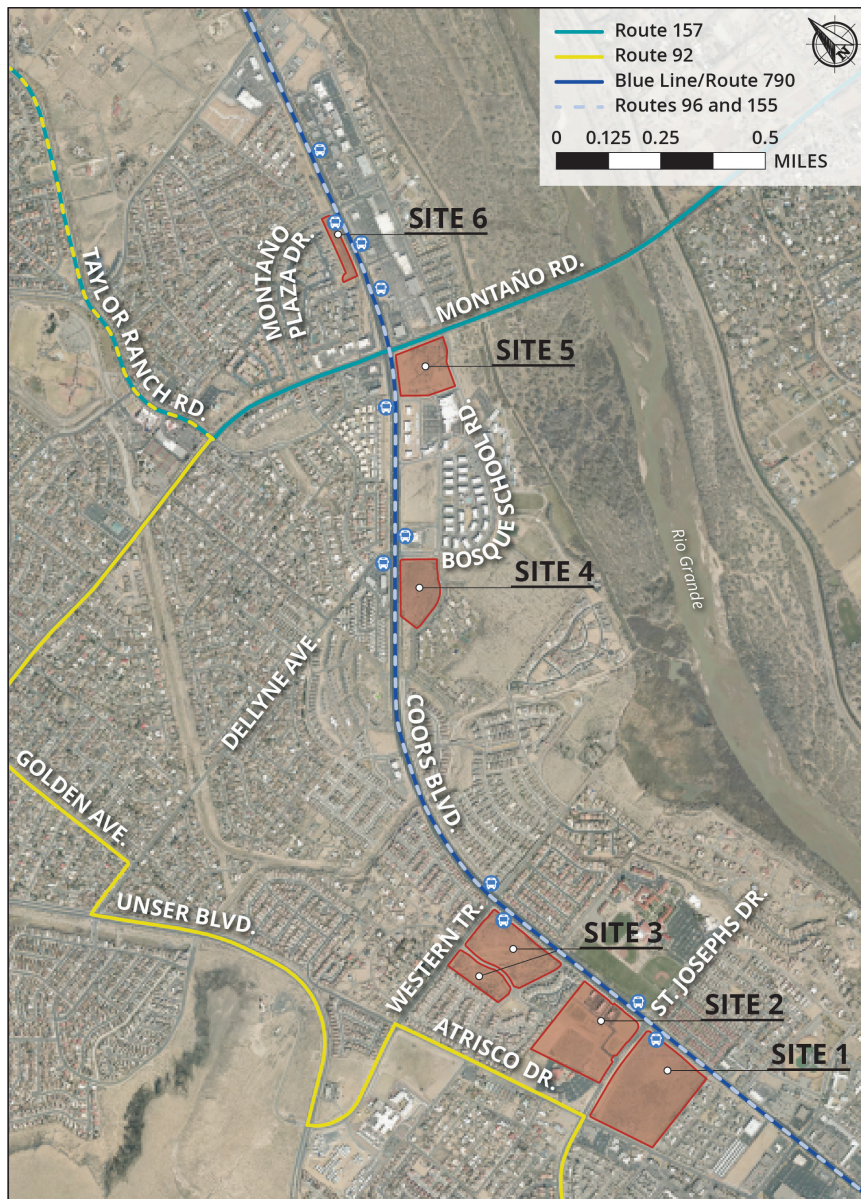 Route 157
Route 92
Blue Line/Route 790
Routes 96 and 155
0 0.125 0.25 0.5
MILES
N
SITE 6
MONTAÑO
PLAZA DR.
MONTAÑO RD.
TAYLOR RANCH RD.
SITE 5
BOSQUE SCHOOL RD.
Rio Grande
SITE 4
DELLYNE AVE.
COORS BLVD.
GOLDEN AVE.
UNSER BLVD.
WESTERN TR.
SITE 3
ST. JOSEPHS DR.
SITE 2
ATRISCO DR.
SITE 1